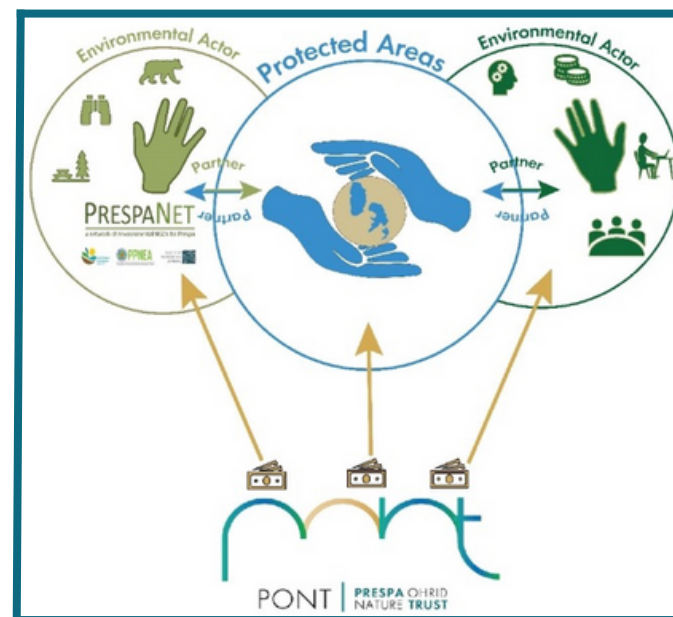 Environmental Actor
Protected Areas
Environmental Actor
Partner
Partner
Partner
Partner
PRESPANET
PPNEA
PONT
PRESPA OHRID
NATURE TRUST